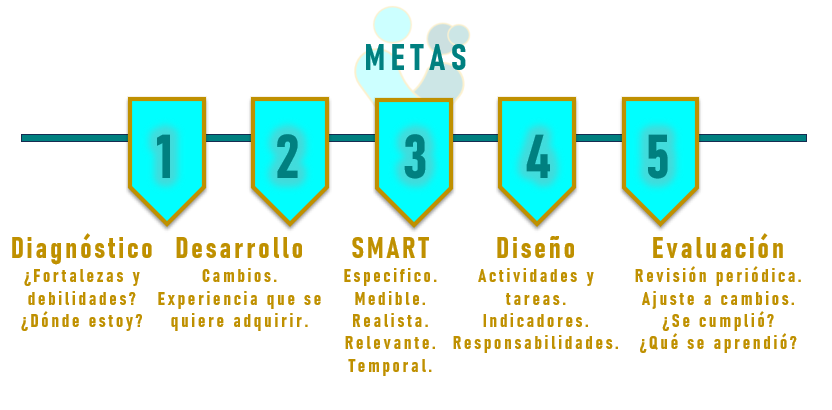 METAS
1
2
3
4
5
Diagnóstico
¿Fortalezas y
debilidades?
¿Dónde estoy?
Desarrollo
Cambios.
Experiencia que se
quiere adquirir.
SMART
Específico.
Medible.
Realista.
Relevante.
Temporal.
Diseño
Actividades y
tareas.
Indicadores.
Responsabilidades.
Evaluación
Revisión periódica.
Ajuste a cambios.
¿Se cumplió?
¿Qué se aprendió?